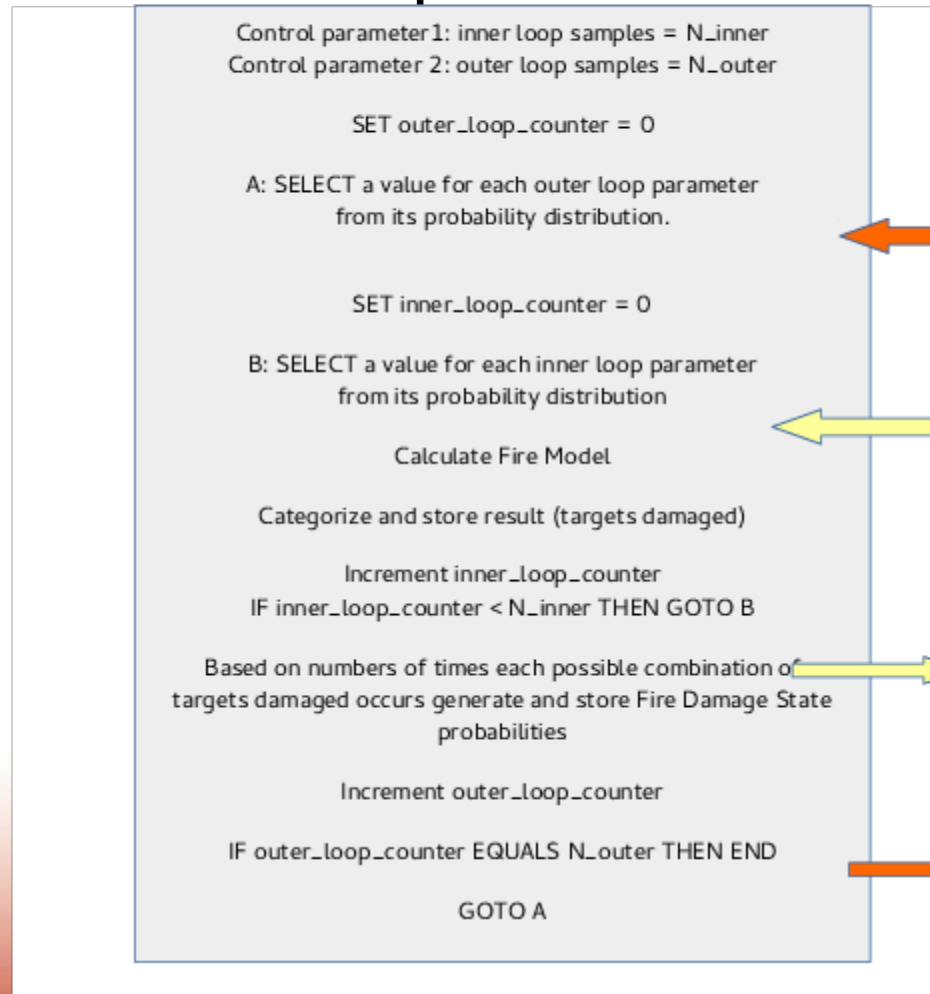 Control parameter1: inner loop samples = N_inner
Control parameter 2: outer loop samples = N_outer
SET outer_loop_counter = 0
A: SELECT a value for each outer loop parameter
from its probability distribution.
SET inner_loop_counter = 0
B: SELECT a value for each inner loop parameter
from its probability distribution
Calculate Fire Model
Categorize and store result (targets damaged)
Increment inner_loop_counter
IF inner_loop_counter < N_inner THEN GOTO B
Based on numbers of times each possible combination of
targets damaged occurs generate and store Fire Damage State
probabilities
Increment outer_loop_counter
IF outer_loop_counter EQUALS N_outer THEN END
GOTO A